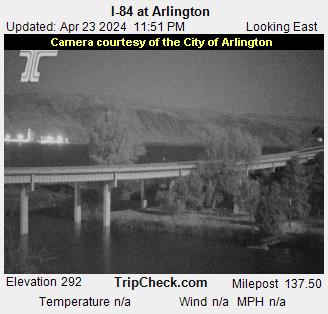 I-84 at Arlington
Updated: Apr 23 2024 11:51 PM Looking East
Camera courtesy of the City of Arlington
Elevation 292 TripCheck.com Milepost 137.50
Temperature n/a Wind n/a MPH n/a